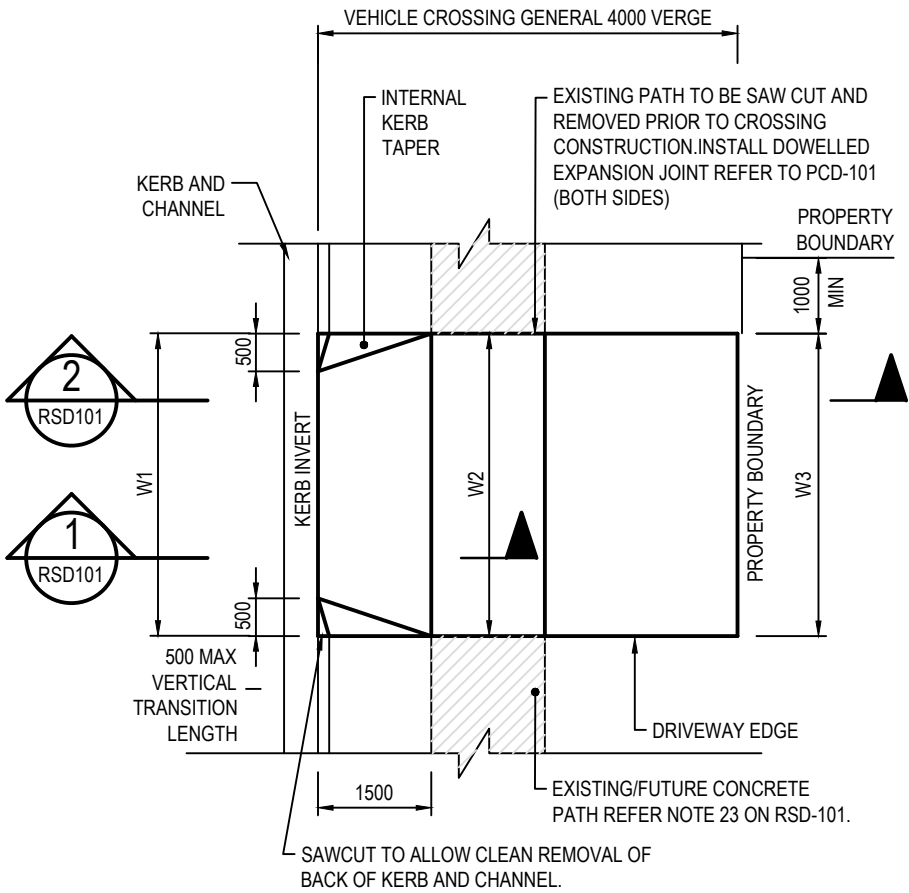 VEHICLE CROSSING GENERAL 4000 VERGE
INTERNAL
KERB
TAPER
EXISTING PATH TO BE SAW CUT AND
REMOVED PRIOR TO CROSSING
CONSTRUCTION.INSTALL DOWELLED
EXPANSION JOINT REFER TO PCD-101
(BOTH SIDES)
KERB AND
CHANNEL
PROPERTY
BOUNDARY
1000
MIN
500
2
RSD101
W1
KERB INVERT
W2
PROPERTY BOUNDARY
W3
1
RSD101
500
500 MAX
VERTICAL
TRANSITION
LENGTH
DRIVEWAY EDGE
1500
EXISTING/FUTURE CONCRETE
PATH REFER NOTE 23 ON RSD-101.
SAWCUT TO ALLOW CLEAN REMOVAL OF
BACK OF KERB AND CHANNEL.